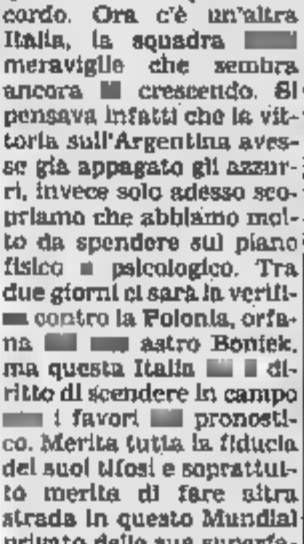 cordo. Ora c'è un'altra
Italia, la squadra
meraviglie che sembra
ancora crescendo. Si
pensava infatti che la vit-
toria sull'Argentina aves-
se già appagato gli azzur-
ri, invece solo adesso sco-
priamo che abbiamo mol-
to da spendere sul piano
fisico psicologico. Tra
due giorni ci sarà la verifi-
contro la Polonia, orfa-
na astro Boniek,
ma questa Italia di-
ritto di scendere in campo
i favori pronosti-
co. Merita tutta la fiducia
dei suoi tifosi e soprattut-
to merita di fare altra
strada in questo Mundial